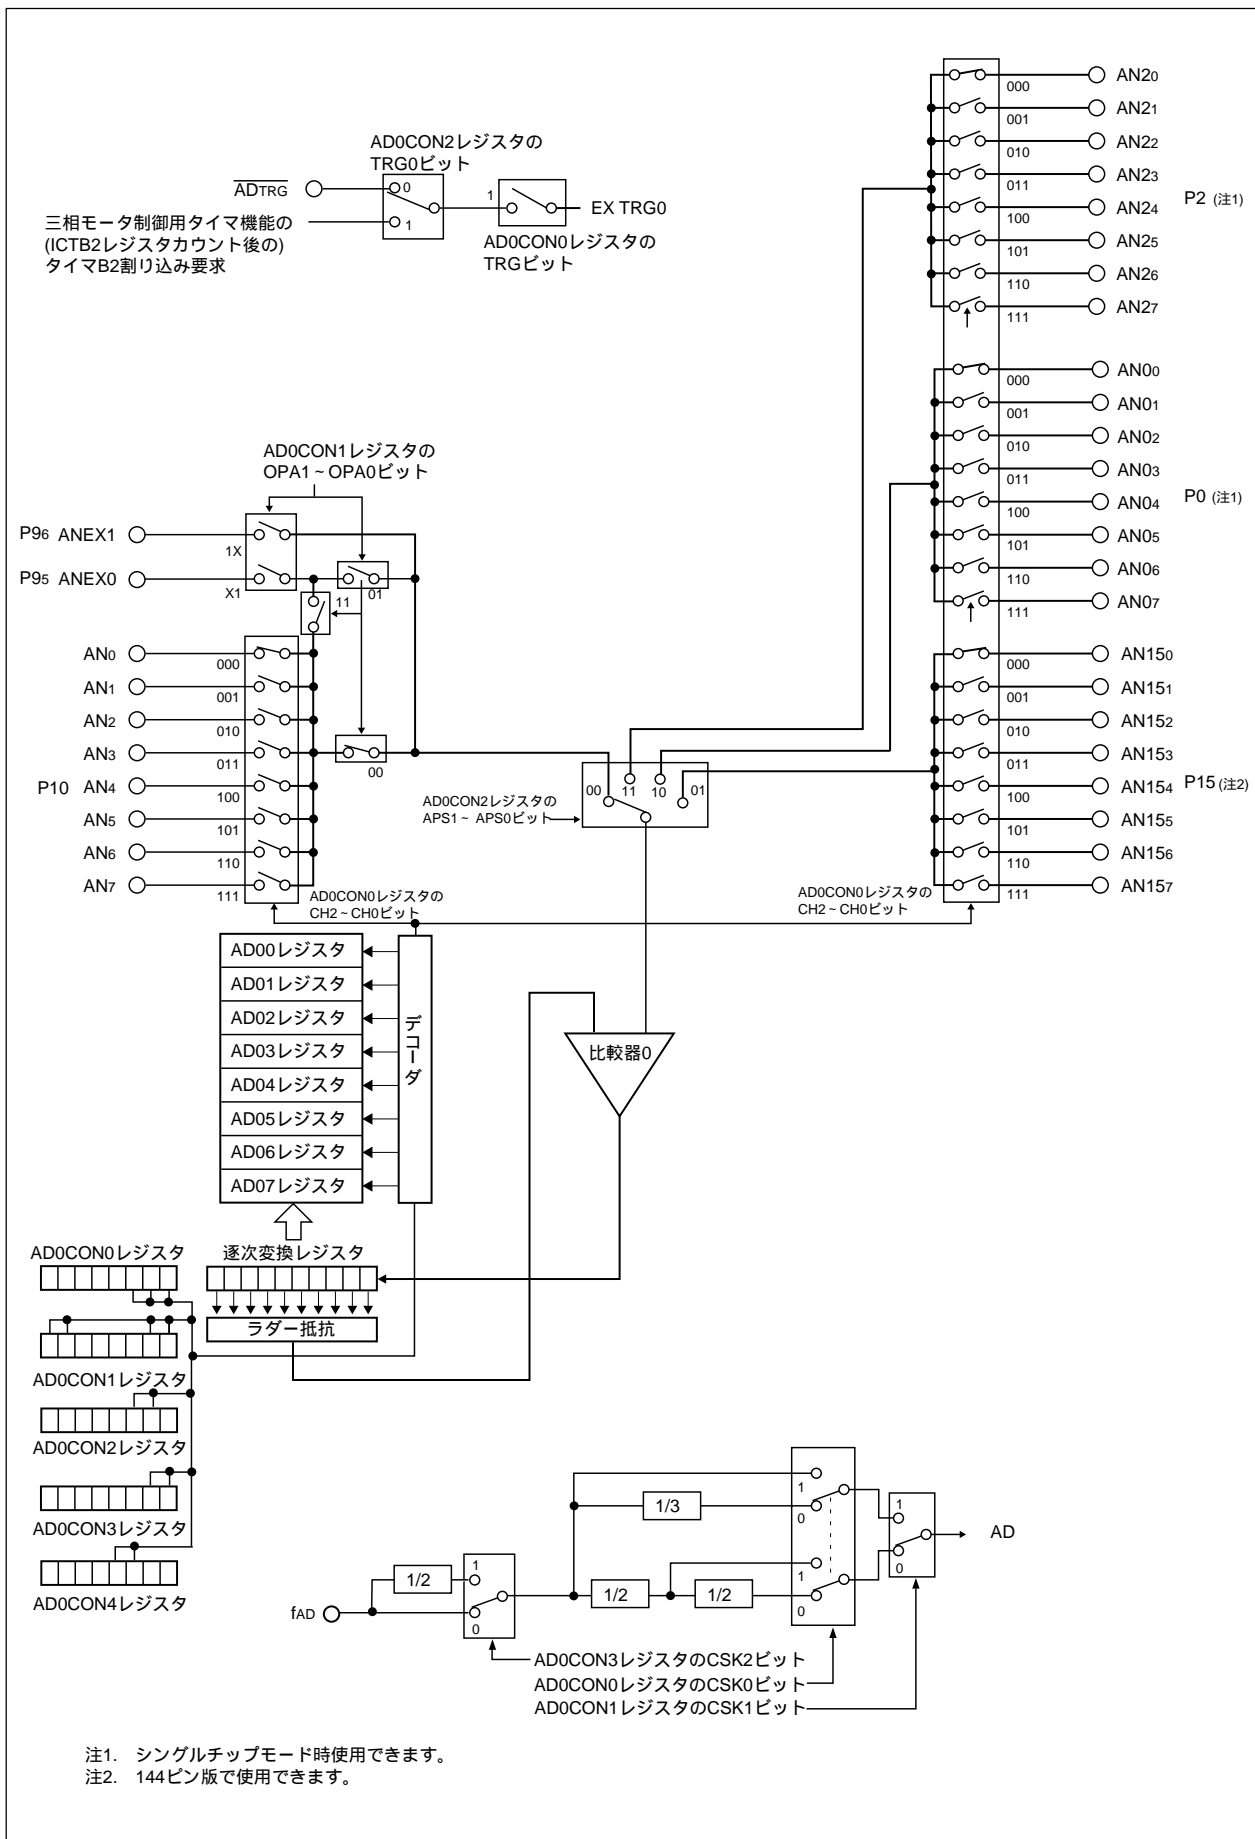 AD0CON2レジスタの
TRG0ビット
ADTRG
0
1
三相モータ制御用タイマ機能の
(ICTB2レジスタカウント後の)
タイマB2割り込み要求
1
EX TRG0
AD0CON0レジスタの
TRGビット
000
AN20
001
AN21
010
AN22
011
AN23
100
AN24
P2 (注1)
101
AN25
110
AN26
111
AN27
000
AN00
001
AN01
010
AN02
011
AN03
100
AN04
P0 (注1)
101
AN05
110
AN06
111
AN07
000
AN150
001
AN151
010
AN152
011
AN153
100
AN154
P15 (注2)
101
AN155
110
AN156
111
AN157
AD0CON1レジスタの
OPA1 ~ OPA0ビット
P96 ANEX1
1X
P95 ANEX0
X1
01
11
AN0
000
AN1
001
AN2
010
AN3
011
00
P10 AN4
100
AN5
101
AN6
110
AN7
111
00
11
10
01
AD0CON2レジスタの
APS1 ~ APS0ビット
AD0CON0レジスタの
CH2 ~ CH0ビット
AD0CON0レジスタの
CH2 ~ CH0ビット
AD00レジスタ
AD01レジスタ
AD02レジスタ
AD03レジスタ
AD04レジスタ
AD05レジスタ
AD06レジスタ
AD07レジスタ
デコーダ
比較器0
逐次変換レジスタ
ラダー抵抗
AD0CON0レジスタ
AD0CON1レジスタ
AD0CON2レジスタ
AD0CON3レジスタ
AD0CON4レジスタ
fAD
1/2
1
0
1/3
1/2
1/2
1
0
1
0
1
0
AD
AD0CON3レジスタのCSK2ビット
AD0CON0レジスタのCSK0ビット
AD0CON1レジスタのCSK1ビット
注1. シングルチップモード時使用できます。
注2. 144ピン版で使用できます。